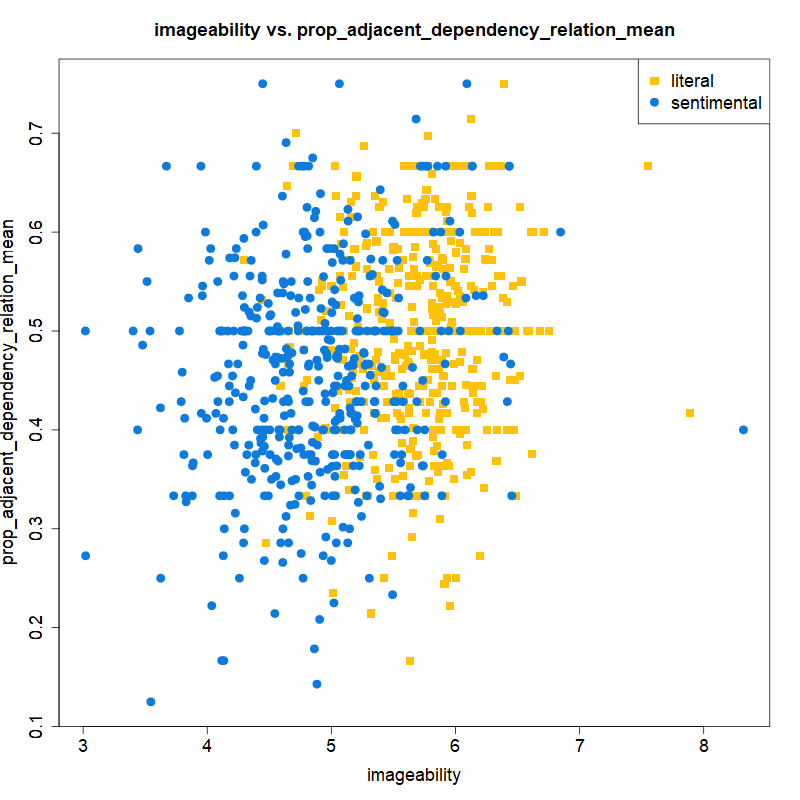 imageability vs. prop_adjacent_dependency_relation_mean
literal
sentimental
prop_adjacent_dependency_relation_mean
0.7
0.6
0.5
0.4
0.3
0.2
0.1
3 4 5 6 7 8
imageability